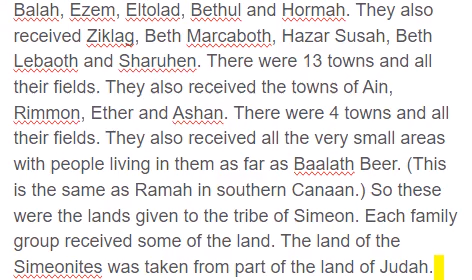 Balah, Ezem, Eltolad, Bethul and Hormah. They also
received Ziklag, Beth Marcaboth, Hazar Susah, Beth
Lebaoth and Sharuhen. There were 13 towns and all
their fields. They also received the towns of Ain,
Rimmon, Ether and Ashan. There were 4 towns and all
their fields. They also received all the very small areas
with people living in them as far as Baalath Beer. (This
is the same as Ramah in southern Canaan.) So these
were the lands given to the tribe of Simeon. Each family
group received some of the land. The land of the
Simeonites was taken from part of the land of Judah.